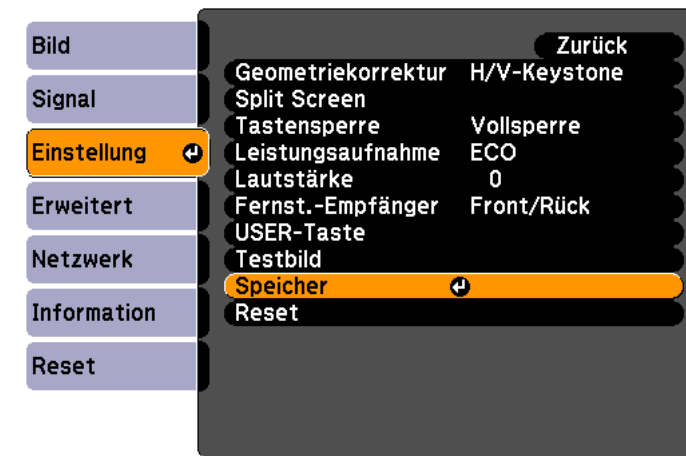 Bild
Signal
Einstellung
Erweitert
Netzwerk
Information
Reset
Zurück
Geometriekorrektur H/V-Keystone
Split Screen
Tastensperre Vollsperre
Leistungsaufnahme ECO
Lautstärke 0
Fernst.-Empfänger Front/Rück
USER-Taste
Testbild
Speicher
Reset